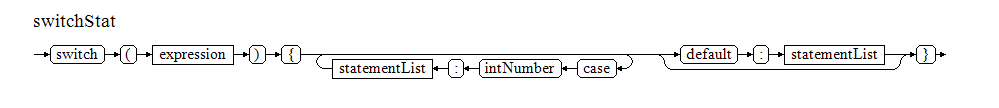 switchStat
switch ( expression ) { default : statementList }
statementList : intNumber case